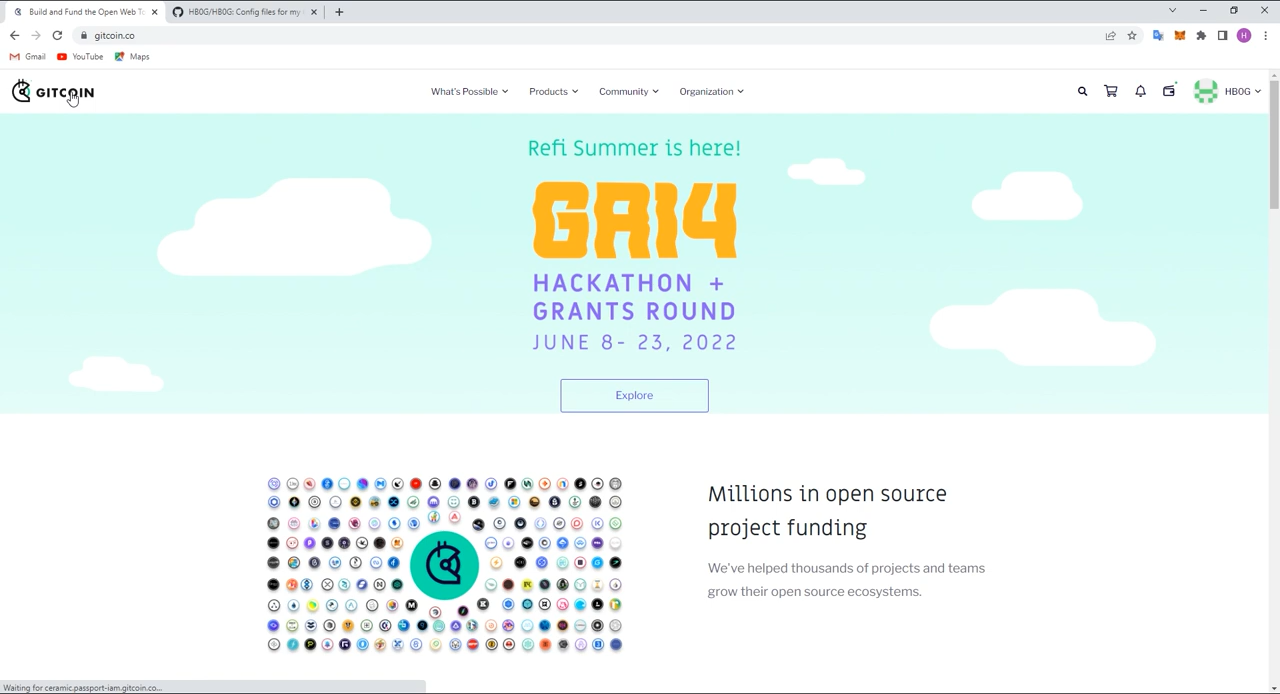 Build and Fund the Open Web To
HB0G/HB0G: Config files for my
gitcoin.co
H
Gmail
YouTube
Maps
GITCOIN
What's Possible
Products
Community
Organization
HB0G
Refi Summer is here!
GR14
HACKATHON +
GRANTS ROUND
JUNE 8- 23, 2022
Explore
Millions in open source
project funding
We've helped thousands of projects and teams
grow their open source ecosystems.
Waiting for ceramic.passport-iam.gitcoin.co...